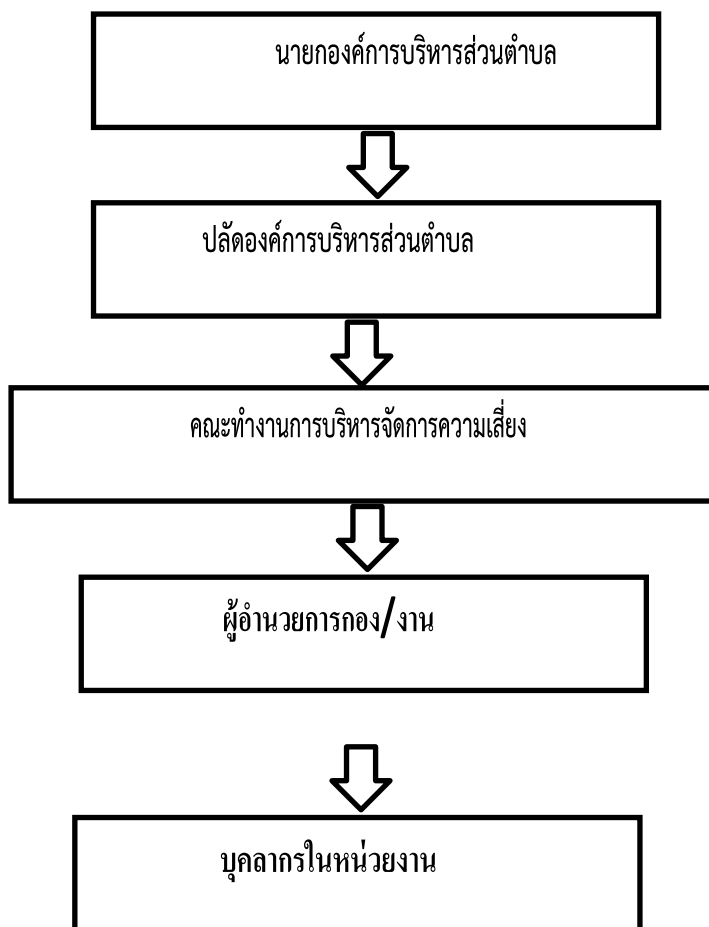 นายกองค์การบริหารส่วนตำบล
ปลัดองค์การบริหารส่วนตำบล
คณะทำงานการบริหารจัดการความเสี่ยง
ผู้อำนวยการกอง/งาน
บุคลากรในหน่วยงาน